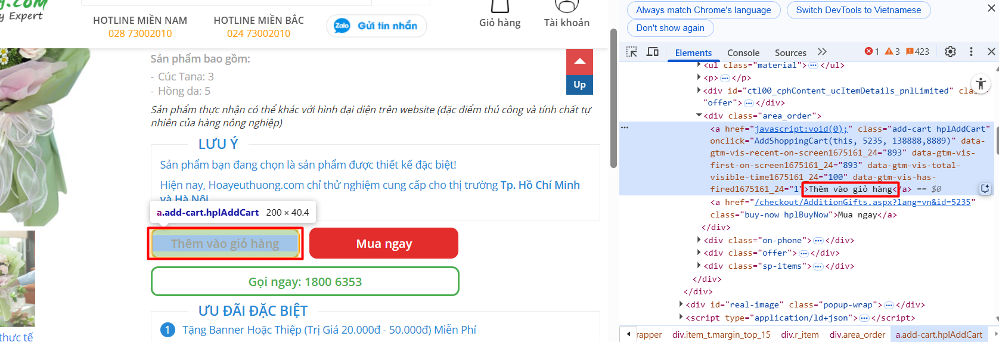 y.com
y Expert
HOTLINE MIỀN NAM
028 73002010
HOTLINE MIỀN BẮC
024 73002010
Zalo Gửi tin nhắn
Giỏ hàng
Tài khoản
Sản phẩm bao gồm:
- Cúc Tana: 3
- Hồng da: 5
Up
Sản phẩm thực nhận có thể khác với hình đại diện trên website (đặc điểm thủ công và tính chất tự
nhiên của hàng nông nghiệp)
LƯU Ý
Sản phẩm bạn đang chọn là sản phẩm được thiết kế đặc biệt!
Hiện nay, Hoayeuthuong.com chỉ thử nghiệm cung cấp cho thị trường Tp. Hồ Chí Minh
và Hà Nội
a.add-cart.hplAddCart 200 × 40.4
Thêm vào giỏ hàng
Mua ngay
Gọi ngay: 1800 6353
ƯU ĐÃI ĐẶC BIỆT
1 Tặng Banner Hoặc Thiệp (Trị Giá 20.000đ - 50.000đ) Miễn Phí
thực tế
Always match Chrome's language
Switch DevTools to Vietnamese
Don't show again
Elements Console Sources 1 3 423
<ul class="material"> </ul>
<p> </p>
<div id="ctl00_cphContent_ucItemDetails_pnlLimited" class=
"offer"> </div>
<div class="area_order">
<a href="javascript:void(0);" class="add-cart hplAddCart"
onclick="AddShoppingCart(this, 5235, 138888,8889)" data-
gtm-vis-recent-on-screen1675161_24="893" data-gtm-vis-
first-on-screen1675161_24="893" data-gtm-vis-total-
visible-time1675161_24="100" data-gtm-vis-has-
fired1675161_24="1">Thêm vào giỏ hàng</a> == $0
<a href="/checkout/AdditionGifts.aspx?lang=vn&id=5235"
class="buy-now hplBuyNow">Mua ngay</a>
</div>
<div class="on-phone"> </div>
<div class="offer"> </div>
<div class="sp-items"> </div>
</div>
</div>
<div id="real-image" class="popup-wrap"> </div>
<script type="application/ld+json"> </script>
rapper div.item_t.margin_top_15 div.r_item div.area_order a.add-cart.hplAddCart